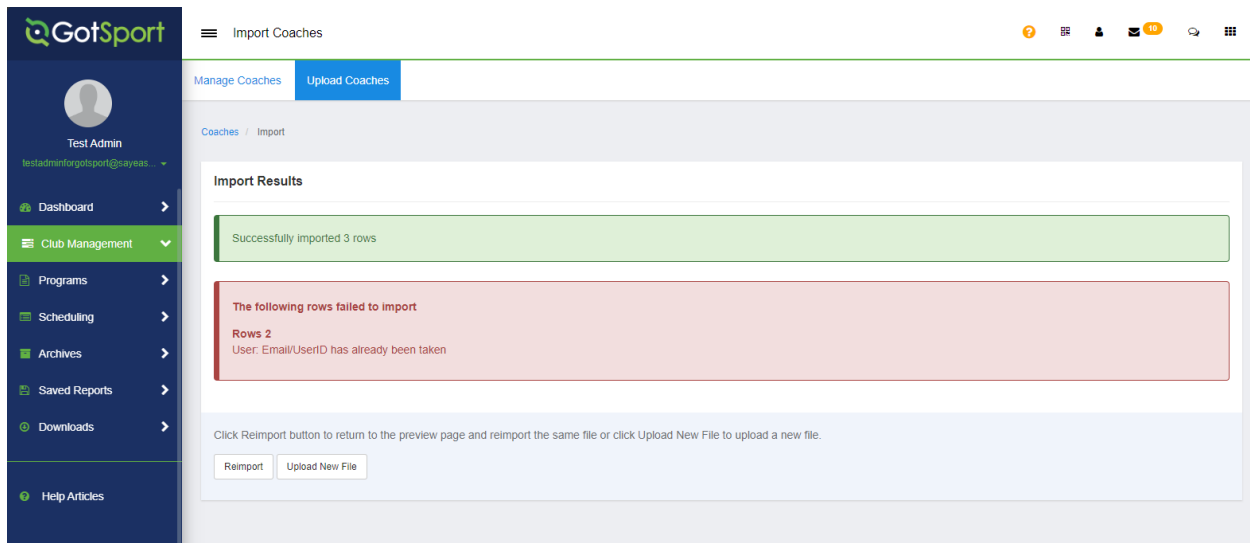 GotSport
Import Coaches
10
Manage Coaches
Upload Coaches
Test Admin
testadminforgotsport@sayeas...
Coaches / Import
Dashboard
Club Management
Programs
Scheduling
Archives
Saved Reports
Downloads
Help Articles
Import Results
Successfully imported 3 rows
The following rows failed to import
Rows 2
User: Email/UserID has already been taken
Click Reimport button to return to the preview page and reimport the same file or click Upload New File to upload a new file.
Reimport
Upload New File